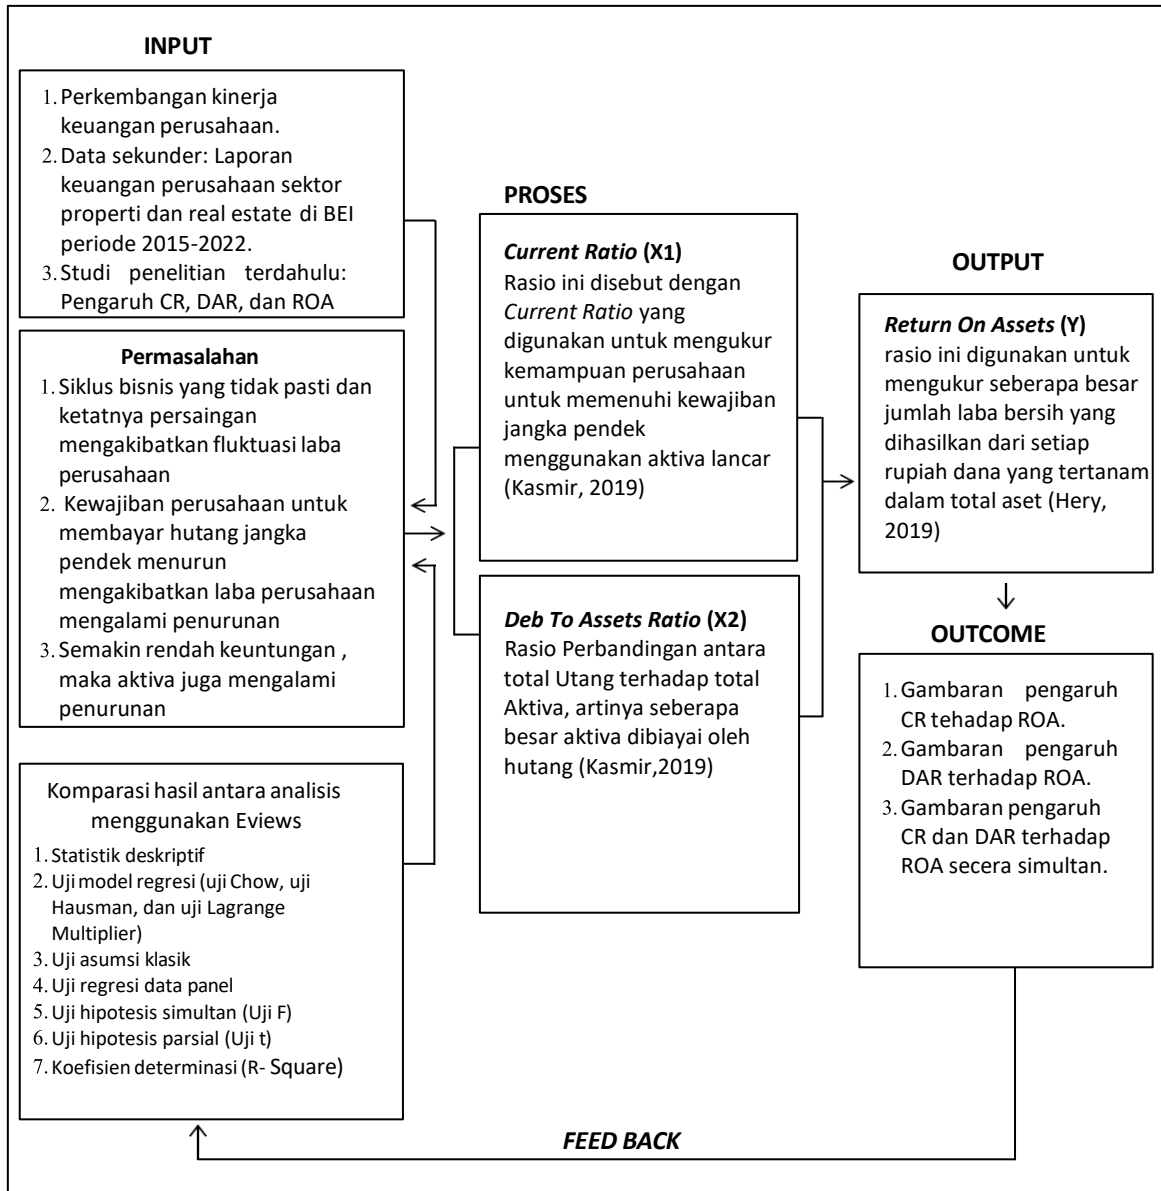 INPUT
1. Perkembangan kinerja
keuangan perusahaan.
2. Data sekunder: Laporan
keuangan perusahaan sektor
properti dan real estate di BEI
periode 2015-2022.
3. Studi penelitian terdahulu:
Pengaruh CR, DAR, dan ROA
Permasalahan
1. Siklus bisnis yang tidak pasti dan
ketatnya persaingan
mengakibatkan fluktuasi laba
perusahaan
2. Kewajiban perusahaan untuk
membayar hutang jangka
pendek menurun
mengakibatkan laba perusahaan
mengalami penurunan
3. Semakin rendah keuntungan ,
maka aktiva juga mengalami
penurunan
Komparasi hasil antara analisis
menggunakan Eviews
1. Statistik deskriptif
2. Uji model regresi (uji Chow, uji
Hausman, dan uji Lagrange
Multiplier)
3. Uji asumsi klasik
4. Uji regresi data panel
5. Uji hipotesis simultan (Uji F)
6. Uji hipotesis parsial (Uji t)
7. Koefisien determinasi (R- Square)
PROSES
Current Ratio (X1)
Rasio ini disebut dengan
Current Ratio yang
digunakan untuk mengukur
kemampuan perusahaan
untuk memenuhi kewajiban
jangka pendek
menggunakan aktiva lancar
(Kasmir, 2019)
Deb To Assets Ratio (X2)
Rasio Perbandingan antara
total Utang terhadap total
Aktiva, artinya seberapa
besar aktiva dibiayai oleh
hutang (Kasmir,2019)
OUTPUT
Return On Assets (Y)
rasio ini digunakan untuk
mengukur seberapa besar
jumlah laba bersih yang
dihasilkan dari setiap
rupiah dana yang tertanam
dalam total aset (Hery,
2019)
OUTCOME
1. Gambaran pengaruh
CR tehadap ROA.
2. Gambaran pengaruh
DAR terhadap ROA.
3. Gambaran pengaruh
CR dan DAR terhadap
ROA secera simultan.
FEED BACK